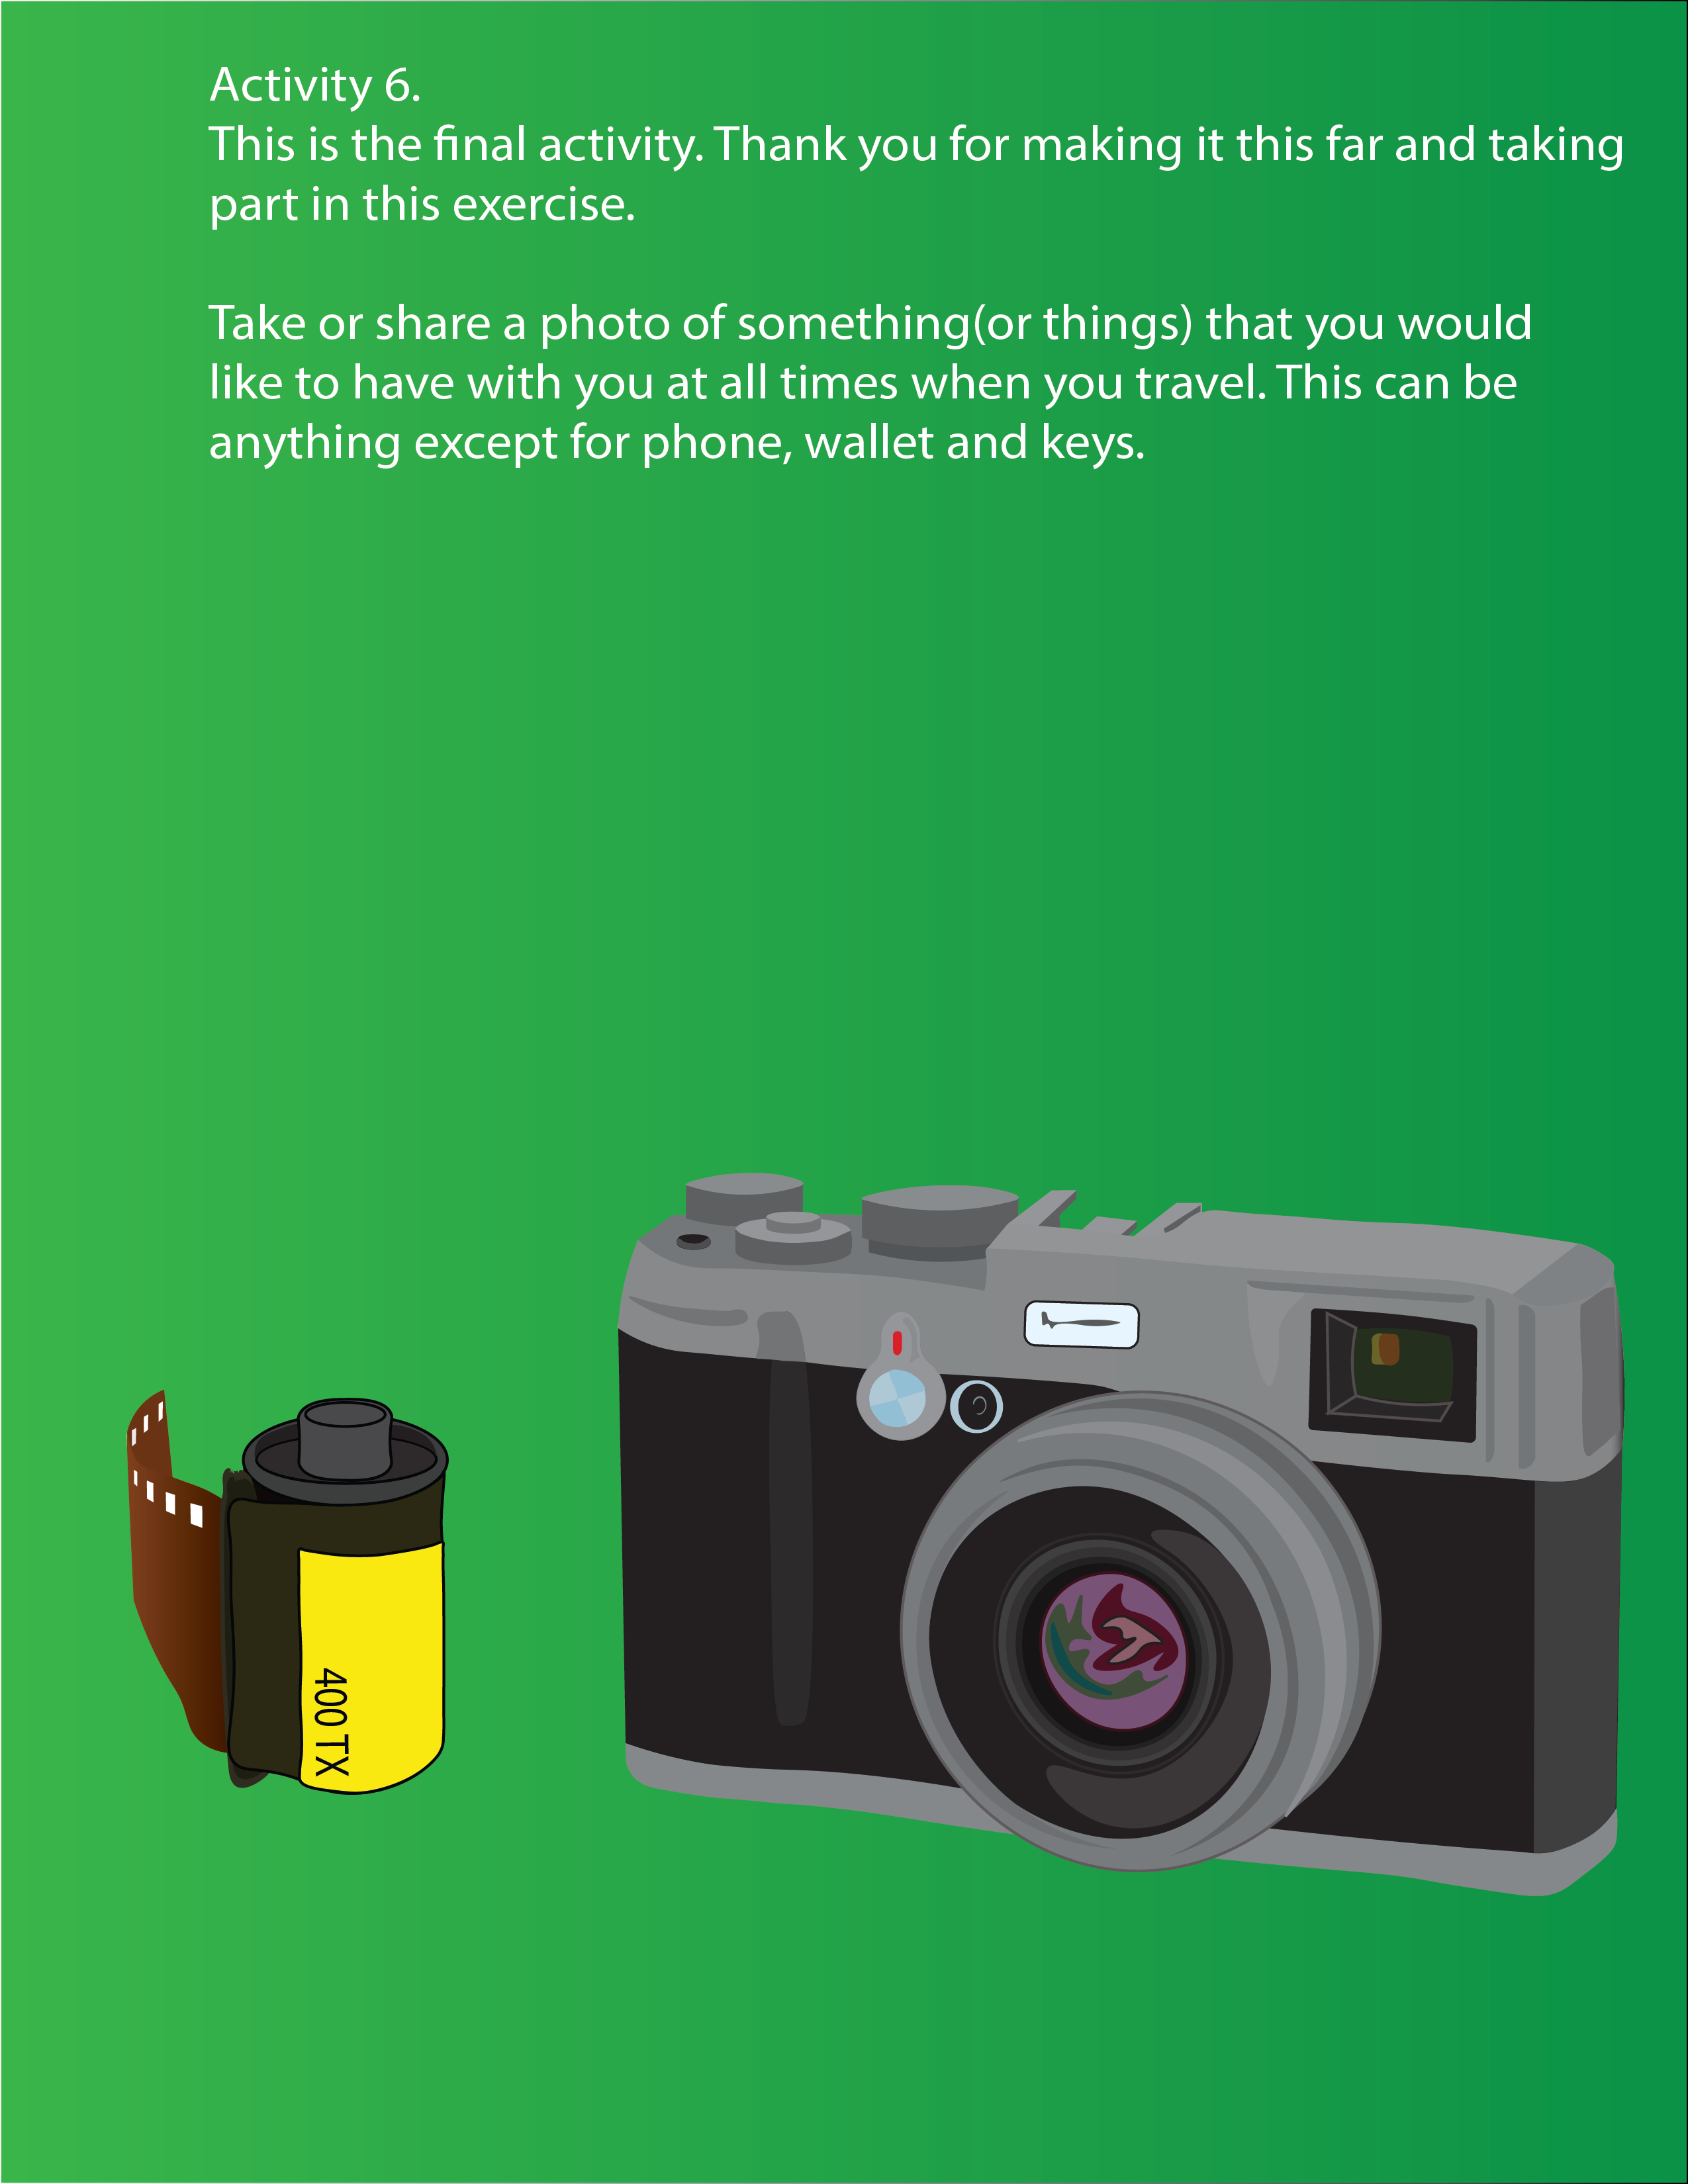 Activity 6.
This is the final activity. Thank you for making it this far and taking
part in this exercise.
Take or share a photo of something(or things) that you would
like to have with you at all times when you travel. This can be
anything except for phone, wallet and keys.
400 TX